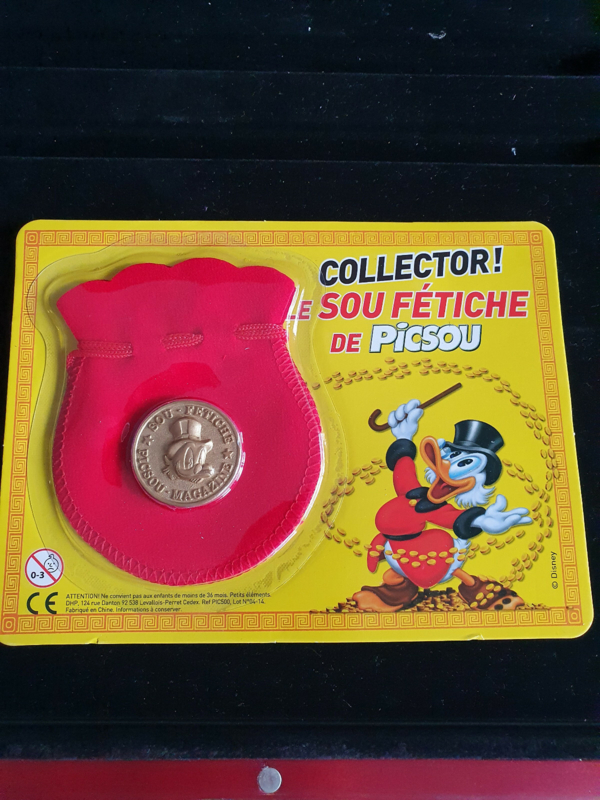 COLLECTOR!
LE SOU FÉTICHE
DE PICSOU
★ SOU - FETICHE ★
PICSOU - MAGAZINE
0-3
CE
ATTENTION! Ne convient pas aux enfants de moins de 36 mois. Petits éléments.
DHP, 124 rue Danton 92 538 Levallois-Perret Cedex. Réf PIC500, Lot N°04-14.
Fabriqué en Chine. Informations à conserver.
© Disney